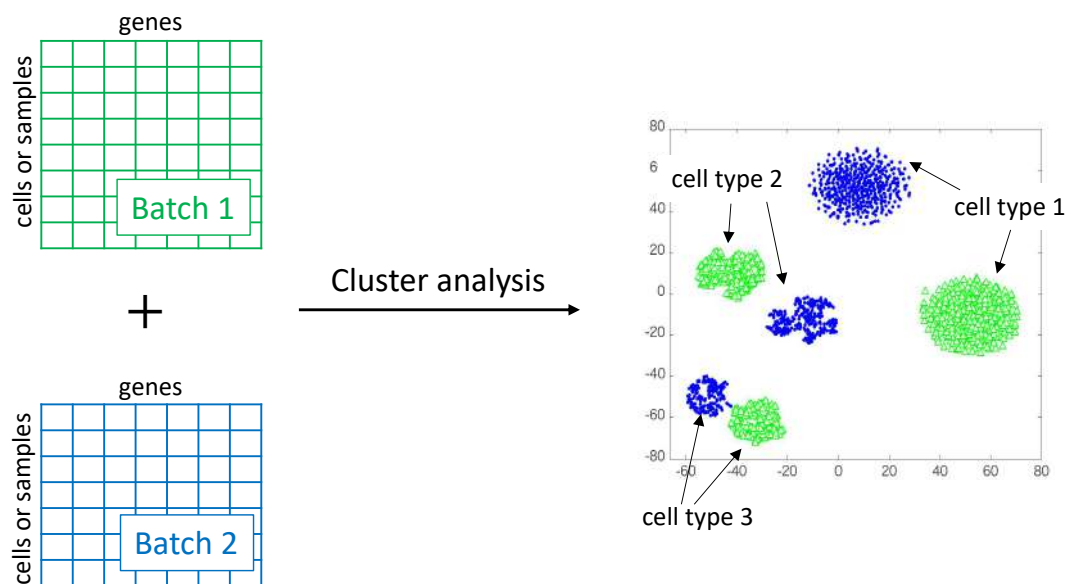 genes
cells or samples
Batch 1
+
genes
cells or samples
Batch 2
Cluster analysis
80
6
40
20
0
-20
-40
-60
-80
-60
-40
-20
0
20
40
60
80
cell type 2
cell type 1
cell type 3